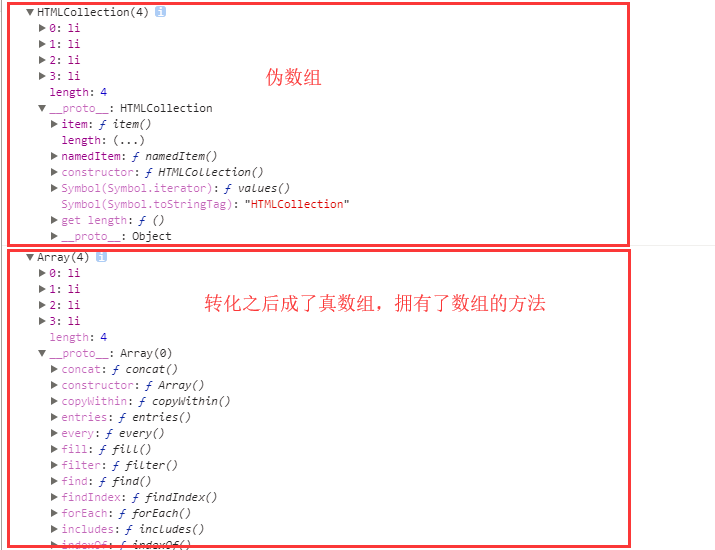 HTMLCollection(4) i
0: li
1: li
2: li
3: li
length: 4
伪数组
__proto__: HTMLCollection
item: ƒ item()
length: (...)
namedItem: ƒ namedItem()
constructor: ƒ HTMLCollection()
Symbol(Symbol.iterator): ƒ values()
Symbol(Symbol.toStringTag): "HTMLCollection"
get length: ƒ ()
__proto__: Object
Array(4) i
0: li
1: li
2: li
3: li
转化之后成了真数组，拥有了数组的方法
length: 4
__proto__: Array(0)
concat: ƒ concat()
constructor: ƒ Array()
copyWithin: ƒ copyWithin()
entries: ƒ entries()
every: ƒ every()
fill: ƒ fill()
filter: ƒ filter()
find: ƒ find()
findIndex: ƒ findIndex()
forEach: ƒ forEach()
includes: ƒ includes()
indexOf: ƒ indexOf()